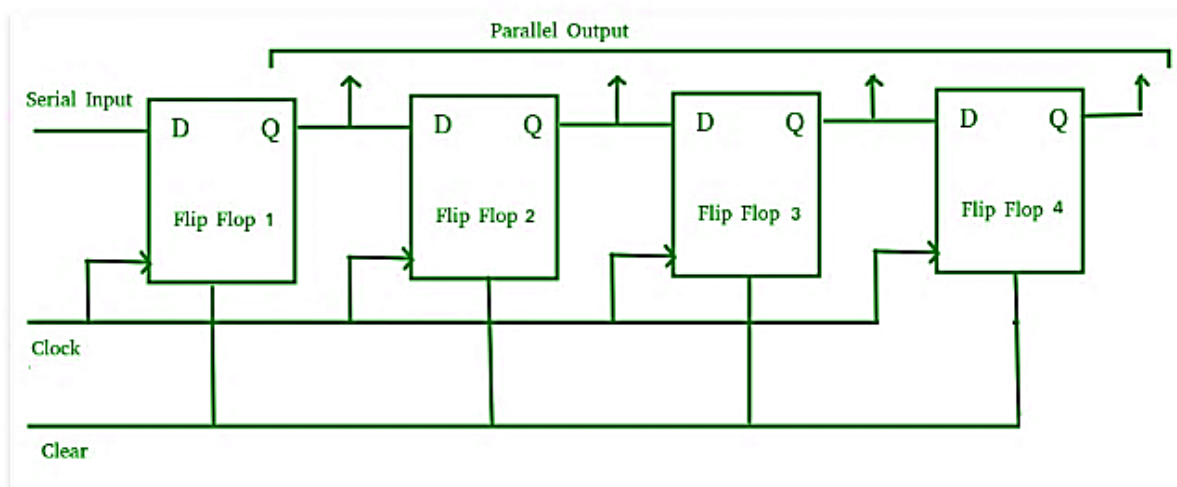 Parallel Output
Serial Input
D Q
D Q
D Q
D Q
Flip Flop 1
Flip Flop 2
Flip Flop 3
Flip Flop 4
Clock
Clear